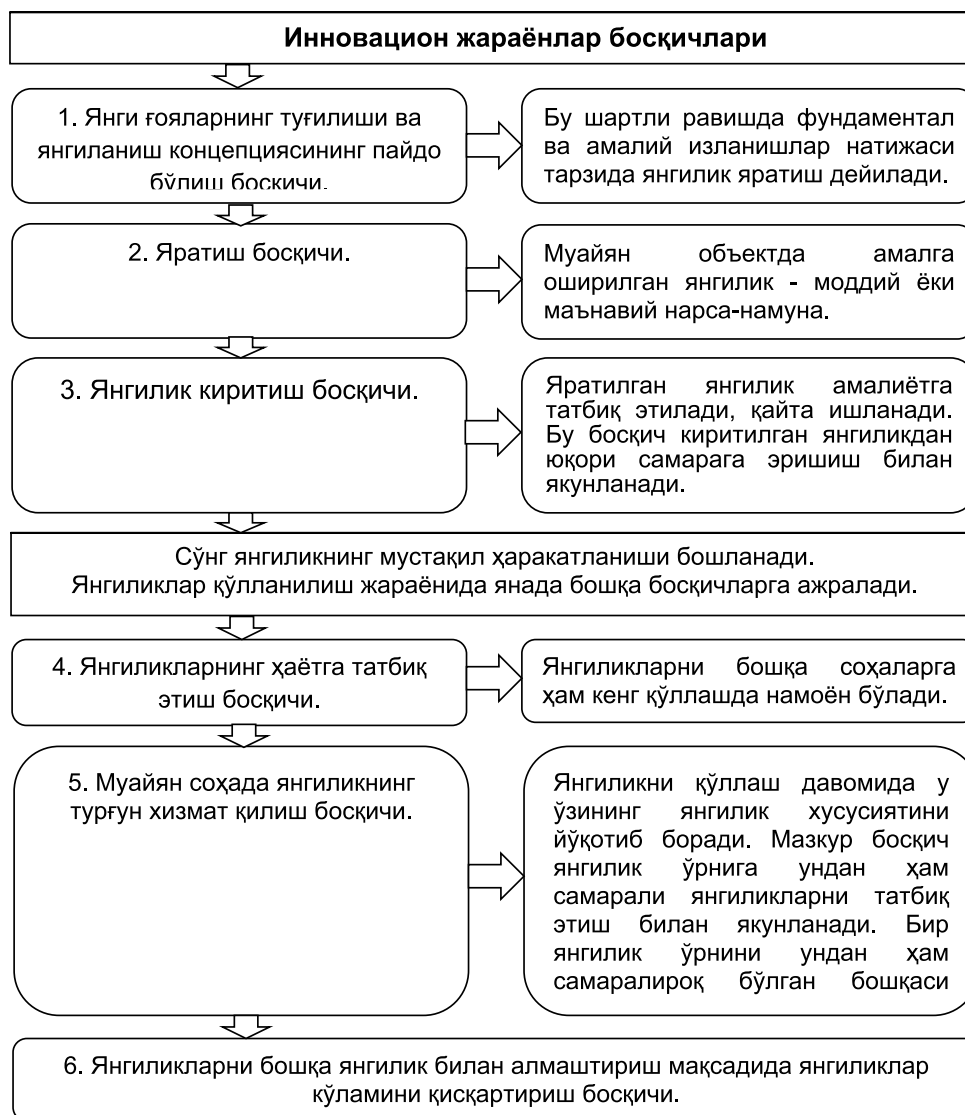 Инновацион жараёнлар босқичлари
1. Янги ғояларнинг туғилиши ва
янгиланиш концепциясининг пайдо
бўлиш босқичи.
Бу шартли равишда фундаментал
ва амалий изланишлар натижаси
тарзида янгилик яратиш дейилади.
2. Яратиш босқичи.
Муайян объектда амалга
оширилган янгилик - моддий ёки
маънавий нарса-намуна.
3. Янгилик киритиш босқичи.
Яратилган янгилик амалиётга
татбиқ этилади, қайта ишланади.
Бу босқич киритилган янгиликдан
юқори самарага эришиш билан
якунланади.
Сўнг янгиликнинг мустақил ҳаракатланиши бошланади.
Янгиликлар қўлланилиш жараёнида янада бошқа босқичларга ажралади.
4. Янгиликларнинг ҳаётга татбиқ
этиш босқичи.
Янгиликларни бошқа соҳаларга
ҳам кенг қўллашда намоён бўлади.
5. Муайян соҳада янгиликнинг
турғун хизмат қилиш босқичи.
Янгиликни қўллаш давомида у
ўзининг янгилик хусусиятини
йўқотиб боради. Мазкур босқич
янгилик ўрнига ундан ҳам
самарали янгиликларни татбиқ
этиш билан якунланади. Бир
янгилик ўрнини ундан ҳам
самаралироқ бўлган бошқаси
6. Янгиликларни бошқа янгилик билан алмаштириш мақсадида янгиликлар
кўламини қисқартириш босқичи.